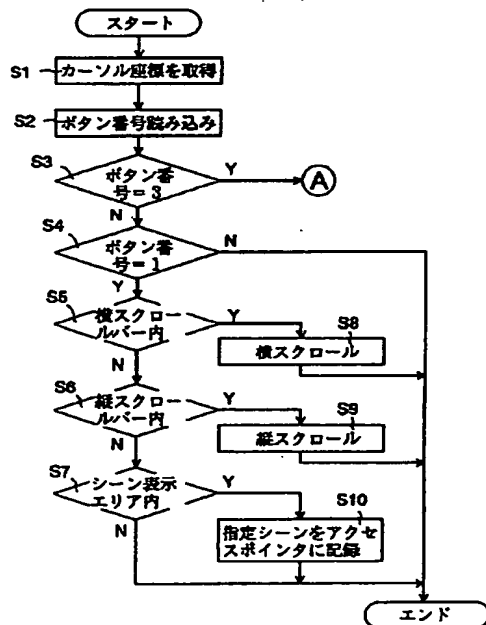 スタート
S1
カーソル座標を取得
S2
ボタン番号読み込み
S3
ボタン番
号=3
Y
A
N
S4
ボタン番
号=1
N
Y
S5
横スクロー
ルバー内
Y
S8
横スクロール
N
S6
縦スクロー
ルバー内
Y
S9
縦スクロール
N
S7
シーン表示
エリア内
Y
S10
指定シーンをアクセ
スポインタに記録
N
エンド